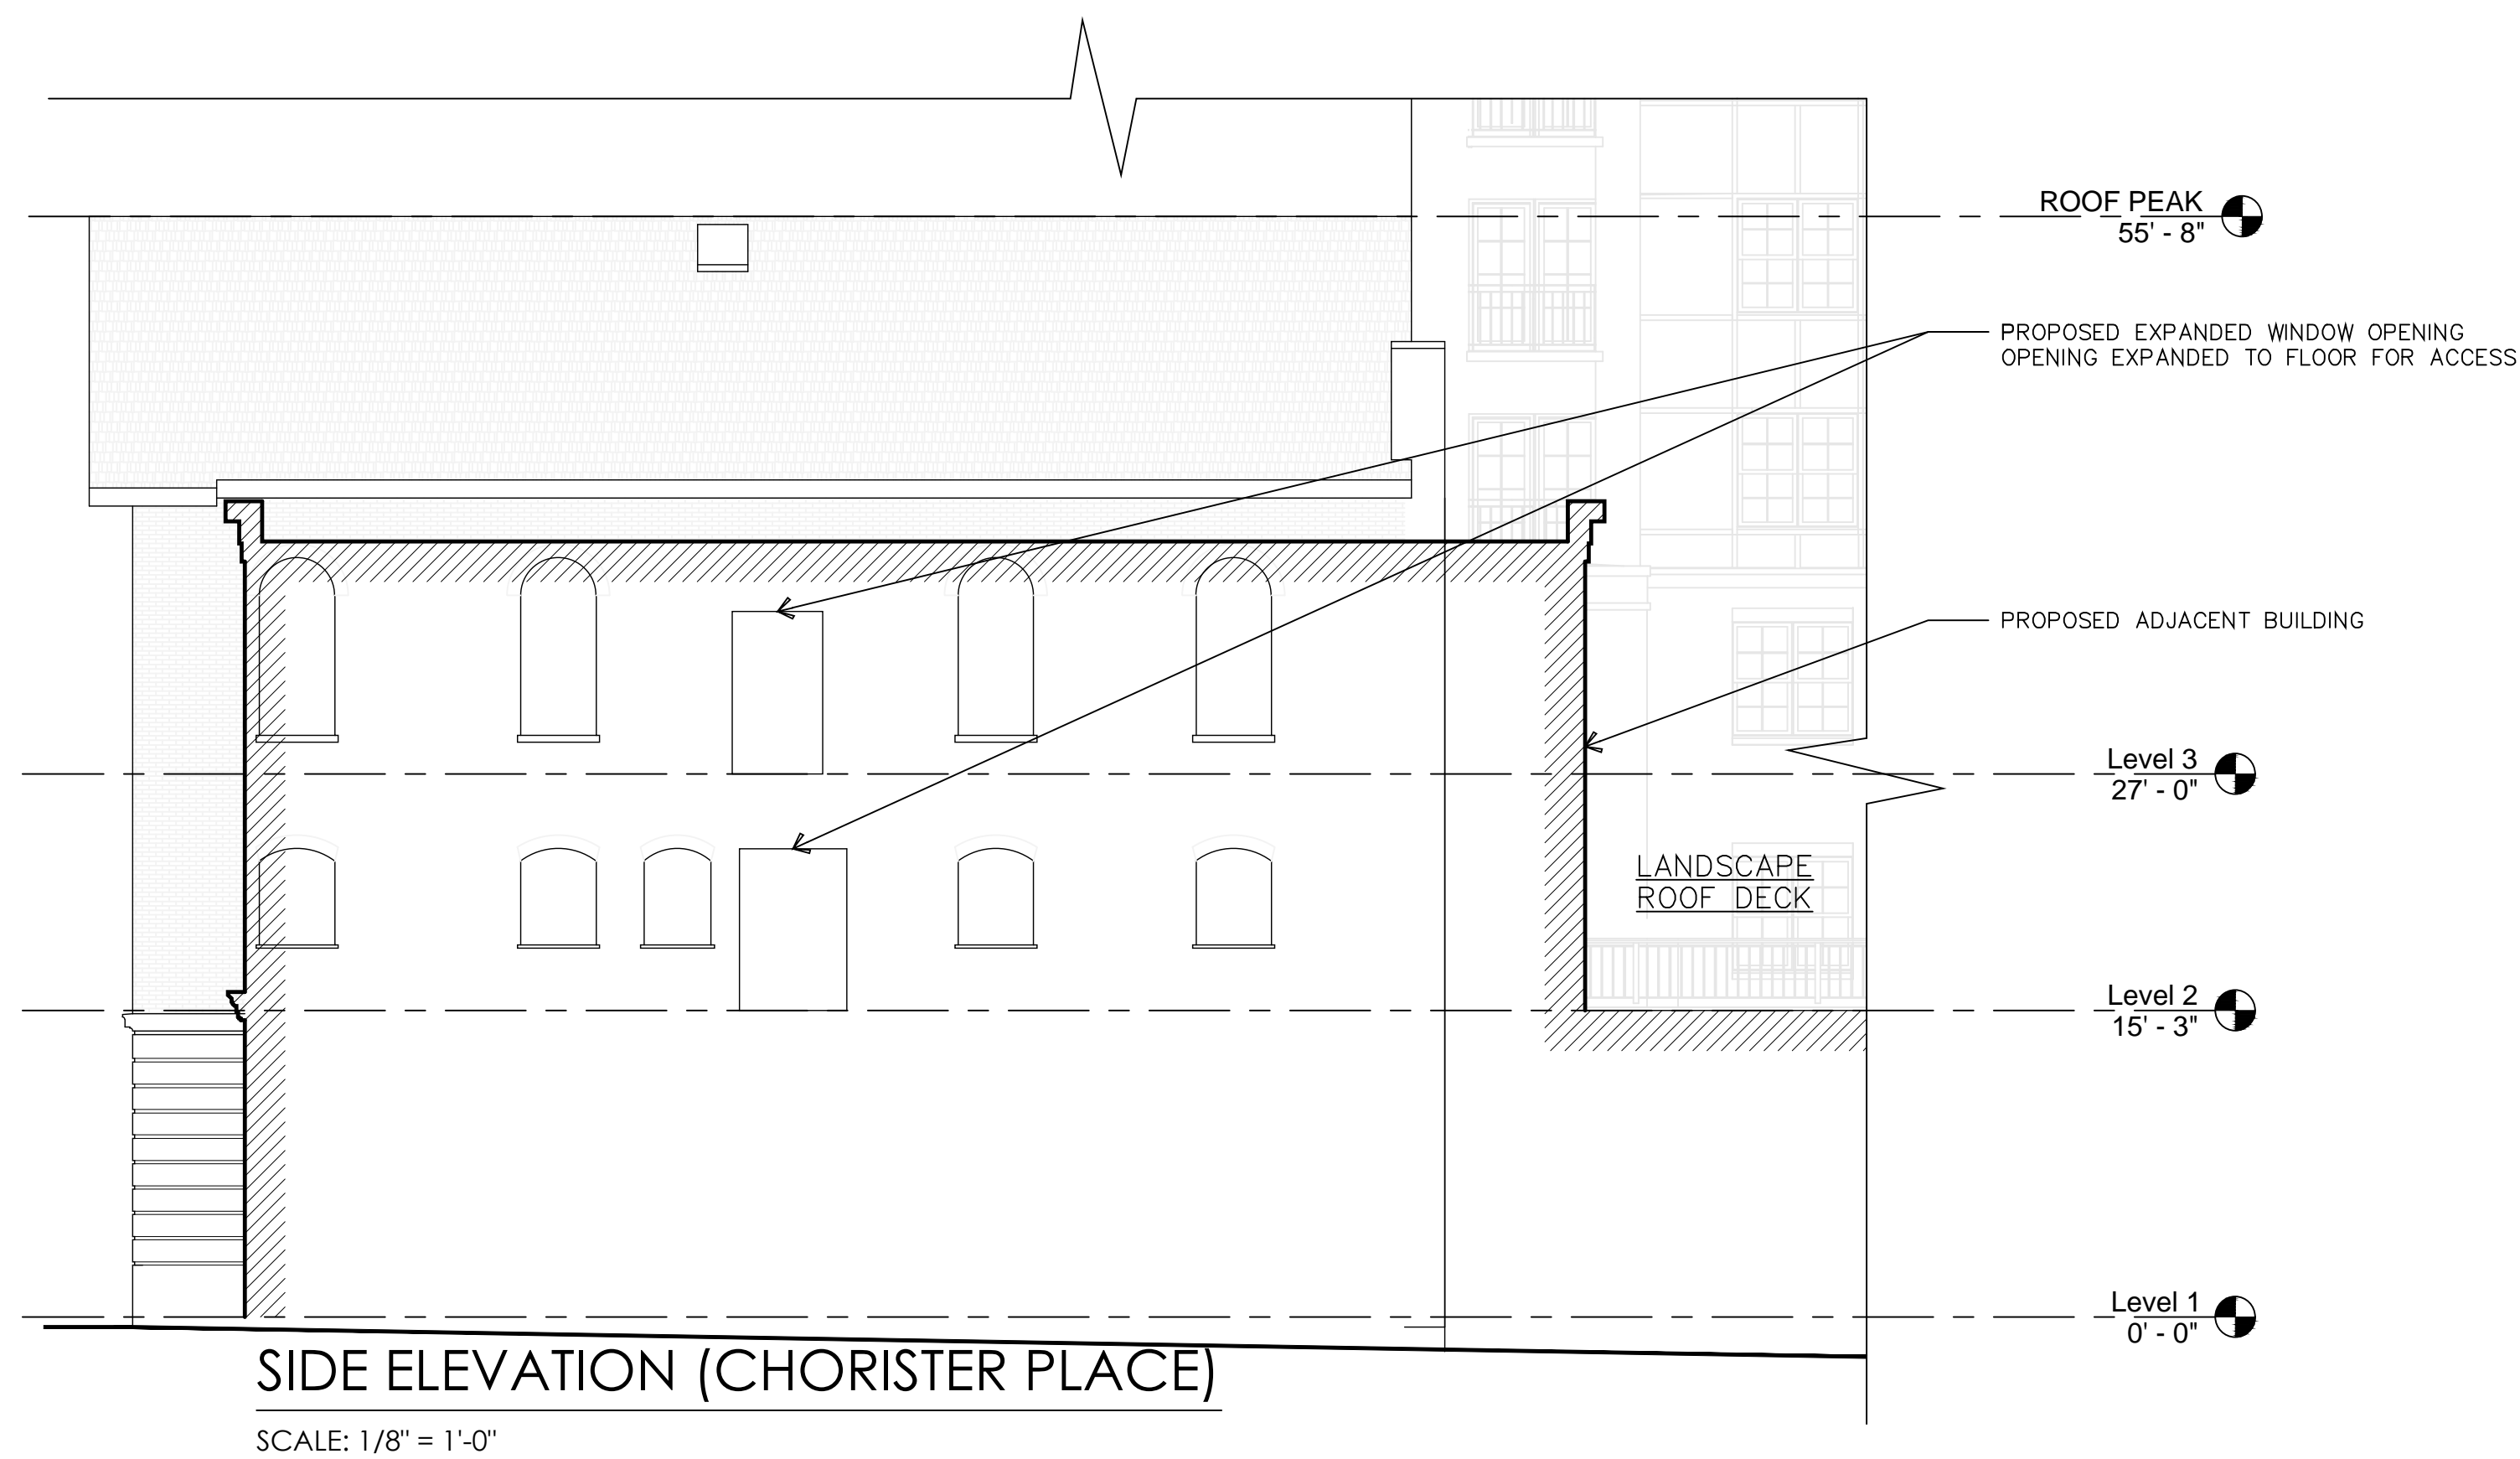 ROOF PEAK
55' - 8"
PROPOSED EXPANDED WINDOW OPENING
OPENING EXPANDED TO FLOOR FOR ACCESS
PROPOSED ADJACENT BUILDING
Level 3
27' - 0"
LANDSCAPE
ROOF DECK
Level 2
15' - 3"
Level 1
0' - 0"
SIDE ELEVATION (CHORISTER PLACE)
SCALE: 1/8" = 1'-0"